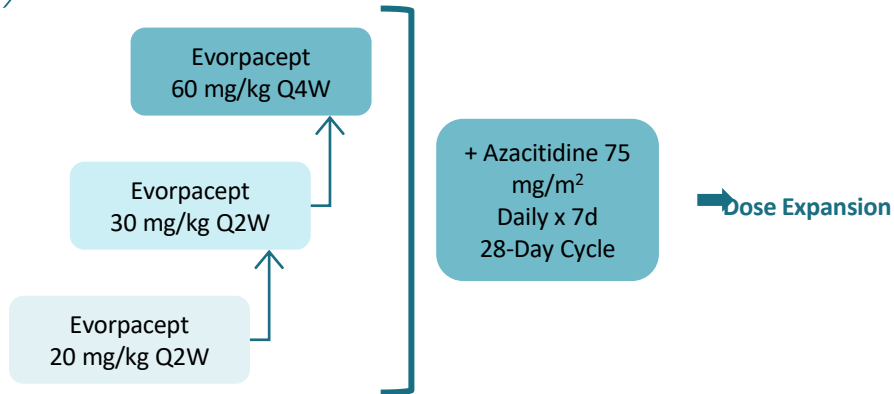 Evorpacept
60 mg/kg Q4W
Evorpacept
30 mg/kg Q2W
Evorpacept
20 mg/kg Q2W
+ Azacitidine 75
mg/m²
Daily x 7d
28-Day Cycle
Dose Expansion